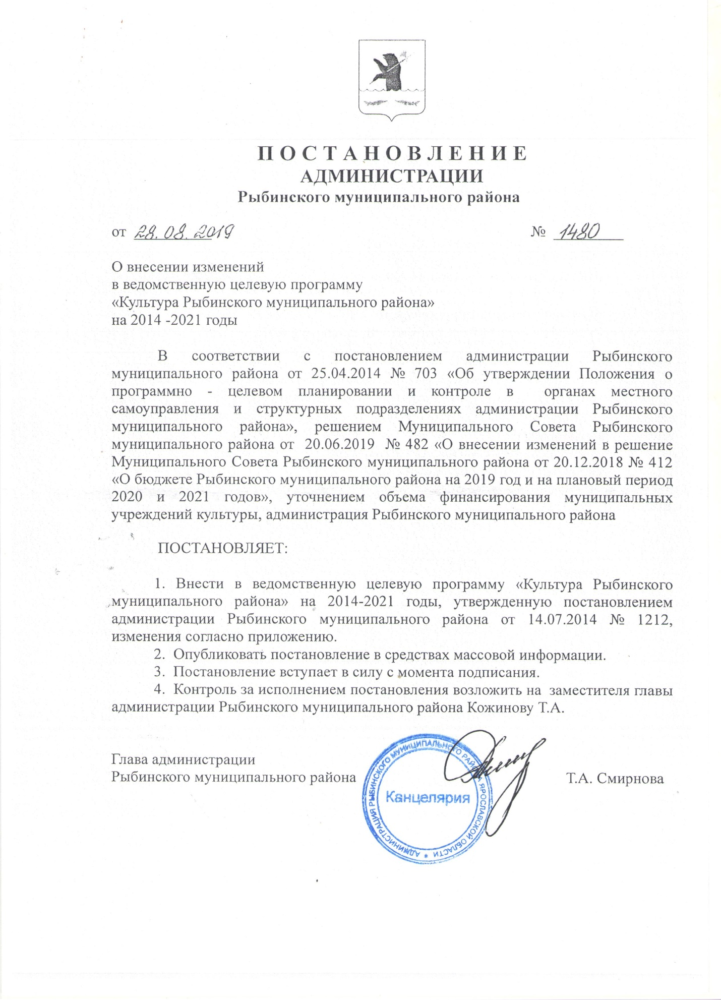 П О С Т А Н О В Л Е Н И Е
АДМИНИСТРАЦИИ
Рыбинского муниципального района
от 28.08.2019 № 1480
О внесении изменений
в ведомственную целевую программу
«Культура Рыбинского муниципального района»
на 2014 -2021 годы
В соответствии с постановлением администрации Рыбинского
муниципального района от 25.04.2014 № 703 «Об утверждении Положения о
программно - целевом планировании и контроле в органах местного
самоуправления и структурных подразделениях администрации Рыбинского
муниципального района», решением Муниципального Совета Рыбинского
муниципального района от 20.06.2019 № 482 «О внесении изменений в решение
Муниципального Совета Рыбинского муниципального района от 20.12.2018 № 412
«О бюджете Рыбинского муниципального района на 2019 год и на плановый период
2020 и 2021 годов», уточнением объема финансирования муниципальных
учреждений культуры, администрация Рыбинского муниципального района
ПОСТАНОВЛЯЕТ:
1. Внести в ведомственную целевую программу «Культура Рыбинского
муниципального района» на 2014-2021 годы, утвержденную постановлением
администрации Рыбинского муниципального района от 14.07.2014 № 1212,
изменения согласно приложению.
2. Опубликовать постановление в средствах массовой информации.
3. Постановление вступает в силу с момента подписания.
4. Контроль за исполнением постановления возложить на заместителя главы
администрации Рыбинского муниципального района Кожинову Т.А.
Глава администрации
Рыбинского муниципального района Т.А. Смирнова
АДМИНИСТРАЦИЯ РЫБИНСКОГО МУНИЦИПАЛЬНОГО РАЙОНА ЯРОСЛАВСКОЙ ОБЛАСТИ *
Канцелярия